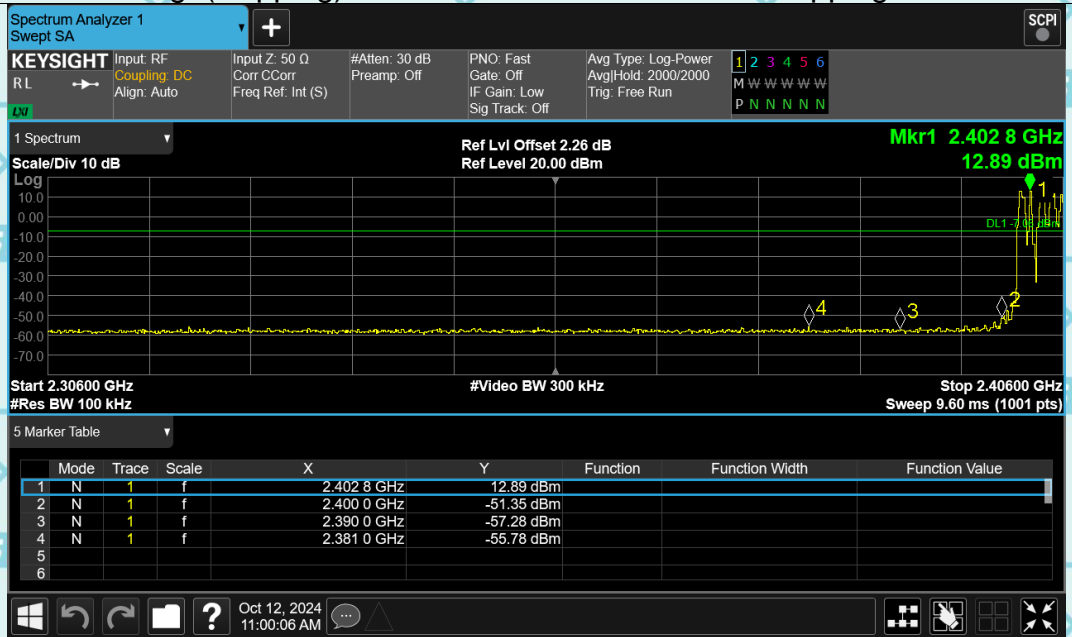 Spectrum Analyzer 1
Swept SA
+
SCPI
KEYSIGHT
RL
LXI
Input: RF
Coupling: DC
Align: Auto
Input Z: 50 Ω
Corr CCorr
Freq Ref: Int (S)
#Atten: 30 dB
Preamp: Off
PNO: Fast
Gate: Off
IF Gain: Low
Sig Track: Off
Avg Type: Log-Power
Avg|Hold: 2000/2000
Trig: Free Run
1 2 3 4 5 6
M W W W W W
P N N N N N
1 Spectrum
Scale/Div 10 dB
Ref Lvl Offset 2.26 dB
Ref Level 20.00 dBm
Mkr1 2.402 8 GHz
12.89 dBm
Log
10.0
0.00
-10.0
-20.0
-30.0
-40.0
-50.0
-60.0
-70.0
1
2
3
4
Start 2.30600 GHz
#Video BW 300 kHz
Stop 2.40600 GHz
#Res BW 100 kHz
Sweep 9.60 ms (1001 pts)
5 Marker Table
Mode Trace Scale X Y Function Function Width Function Value
1 N 1 f 2.402 8 GHz 12.89 dBm
2 N 1 f 2.400 0 GHz -51.35 dBm
3 N 1 f 2.390 0 GHz -57.28 dBm
4 N 1 f 2.381 0 GHz -55.78 dBm
5
6
?
Oct 12, 2024
11:00:06 AM